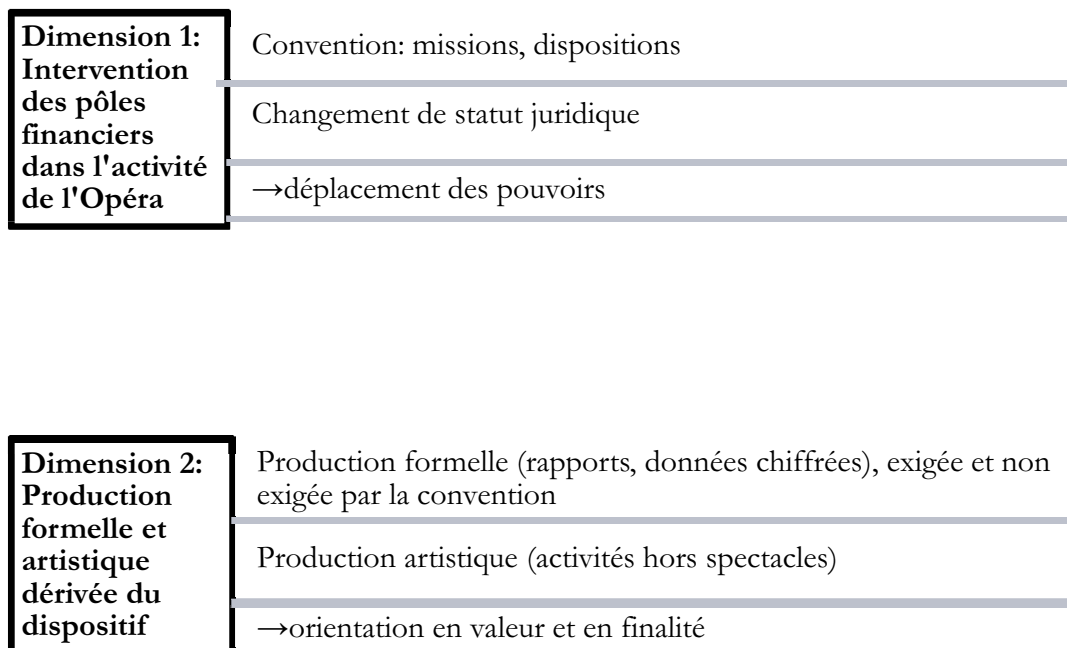 Dimension 1:
Intervention
des pôles
financiers
dans l'activité
de l'Opéra
Convention: missions, dispositions
Changement de statut juridique
→déplacement des pouvoirs
Dimension 2:
Production
formelle et
artistique
dérivée du
dispositif
Production formelle (rapports, données chiffrées), exigée et non
exigée par la convention
Production artistique (activités hors spectacles)
→orientation en valeur et en finalité